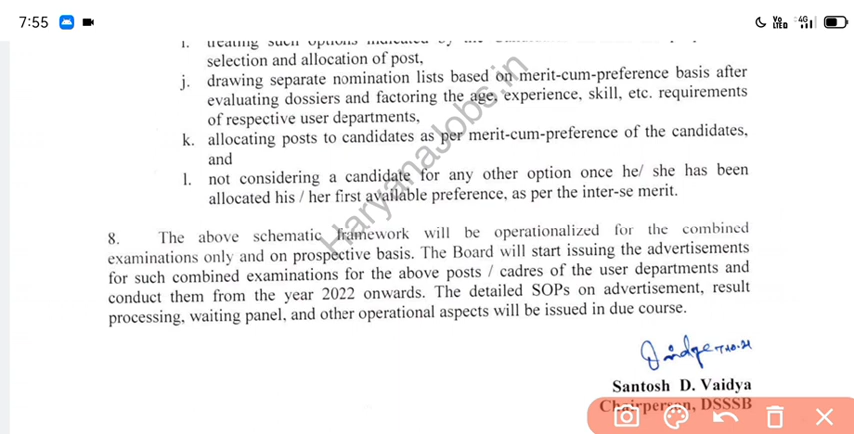 7:55
Vo LTED 4G
selection and allocation of post,
j. drawing separate nomination lists based on merit-cum-preference basis after
evaluating dossiers and factoring the age, experience, skill, etc. requirements
of respective user departments,
k. allocating posts to candidates as per merit-cum-preference of the candidates,
and
l. not considering a candidate for any other option once he/ she has been
allocated his / her first available preference, as per the inter-se merit.
HaryanaJobs.in
8. The above schematic framework will be operationalized for the combined
examinations only and on prospective basis. The Board will start issuing the advertisements
for such combined examinations for the above posts / cadres of the user departments and
conduct them from the year 2022 onwards. The detailed SOPs on advertisement, result
processing, waiting panel, and other operational aspects will be issued in due course.
Santosh D. Vaidya
Chairperson, DSSSB